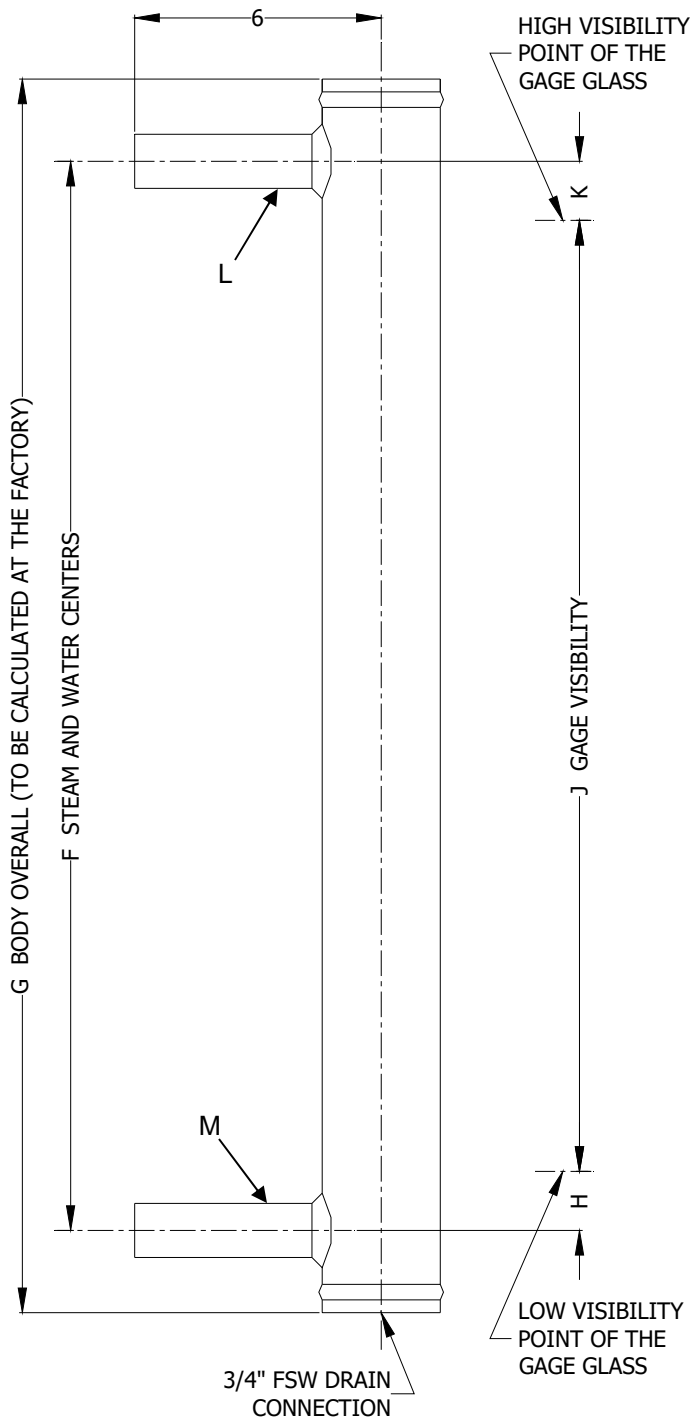 6
HIGH VISIBILITY
POINT OF THE
GAGE GLASS
K
L
G BODY OVERALL (TO BE CALCULATED AT THE FACTORY)
F STEAM AND WATER CENTERS
J GAGE VISIBILITY
M
H
LOW VISIBILITY
POINT OF THE
GAGE GLASS
3/4" FSW DRAIN
CONNECTION